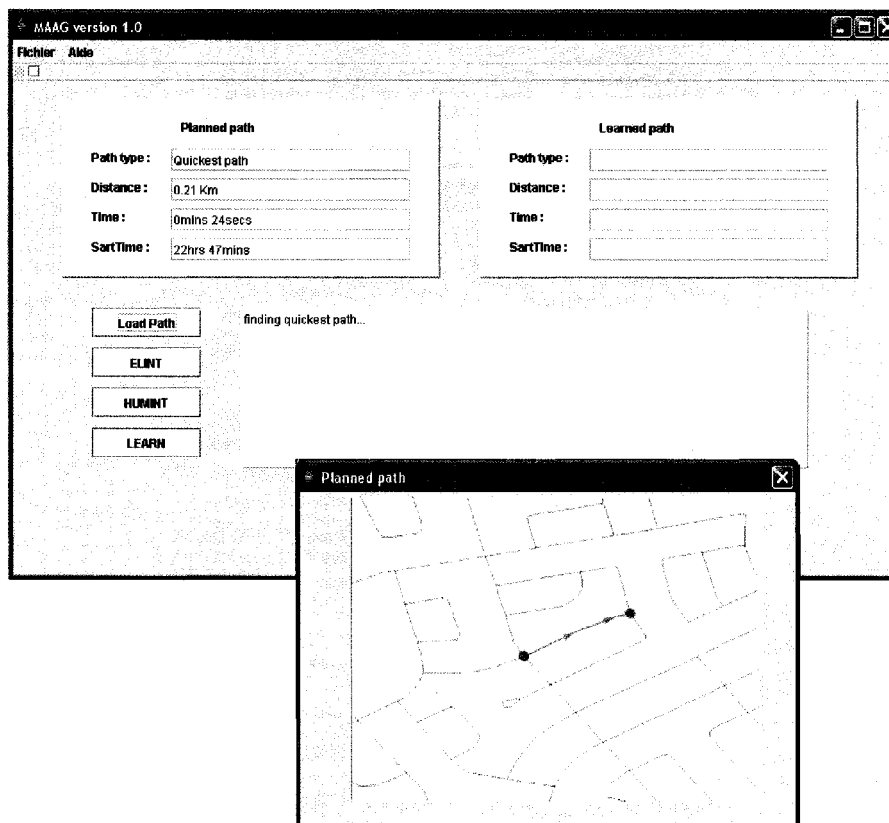 MAAG version 1.0
Fichier Aide
Planned path
Path type : Quickest path
Distance : 0.21 Km
Time : 0mins 24secs
SartTime : 22hrs 47mins
Learned path
Path type :
Distance :
Time :
SartTime :
Load Path
ELINT
HUMINT
LEARN
finding quickest path...
Planned path